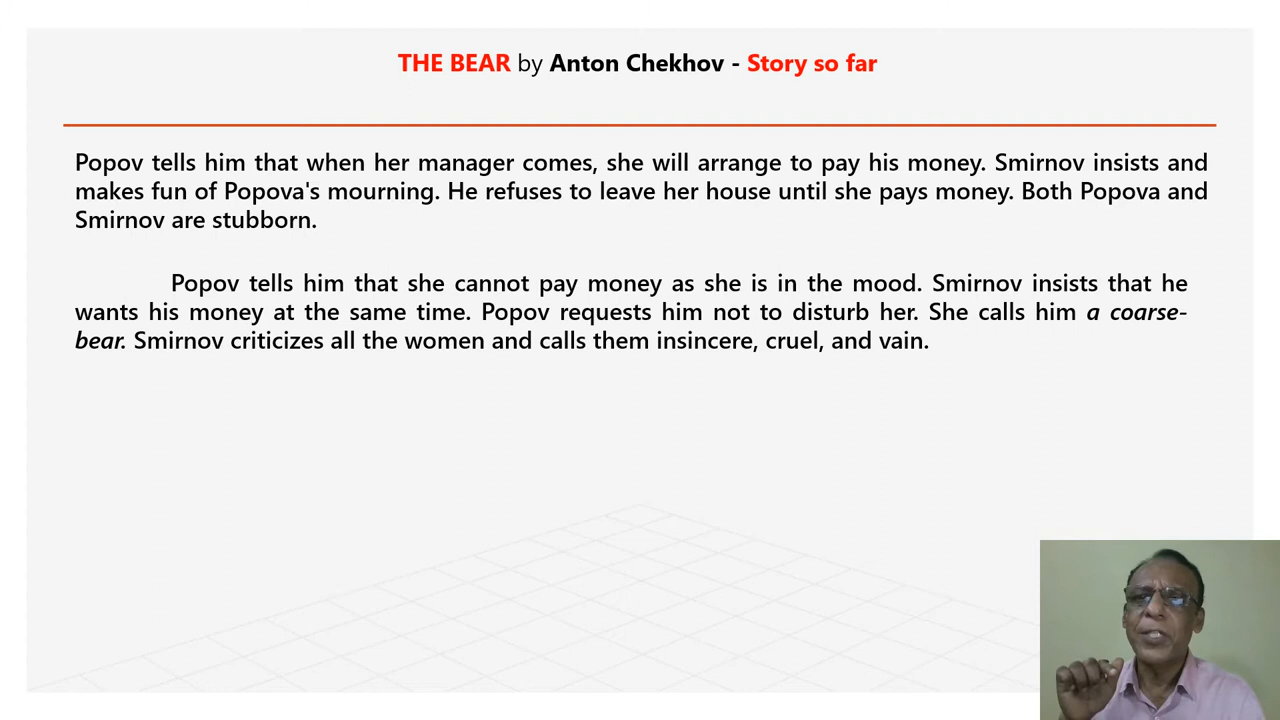 THE BEAR by Anton Chekhov - Story so far
Popov tells him that when her manager comes, she will arrange to pay his money. Smirnov insists and
makes fun of Popova's mourning. He refuses to leave her house until she pays money. Both Popova and
Smirnov are stubborn.
Popov tells him that she cannot pay money as she is in the mood. Smirnov insists that he
wants his money at the same time. Popov requests him not to disturb her. She calls him a coarse-
bear. Smirnov criticizes all the women and calls them insincere, cruel, and vain.